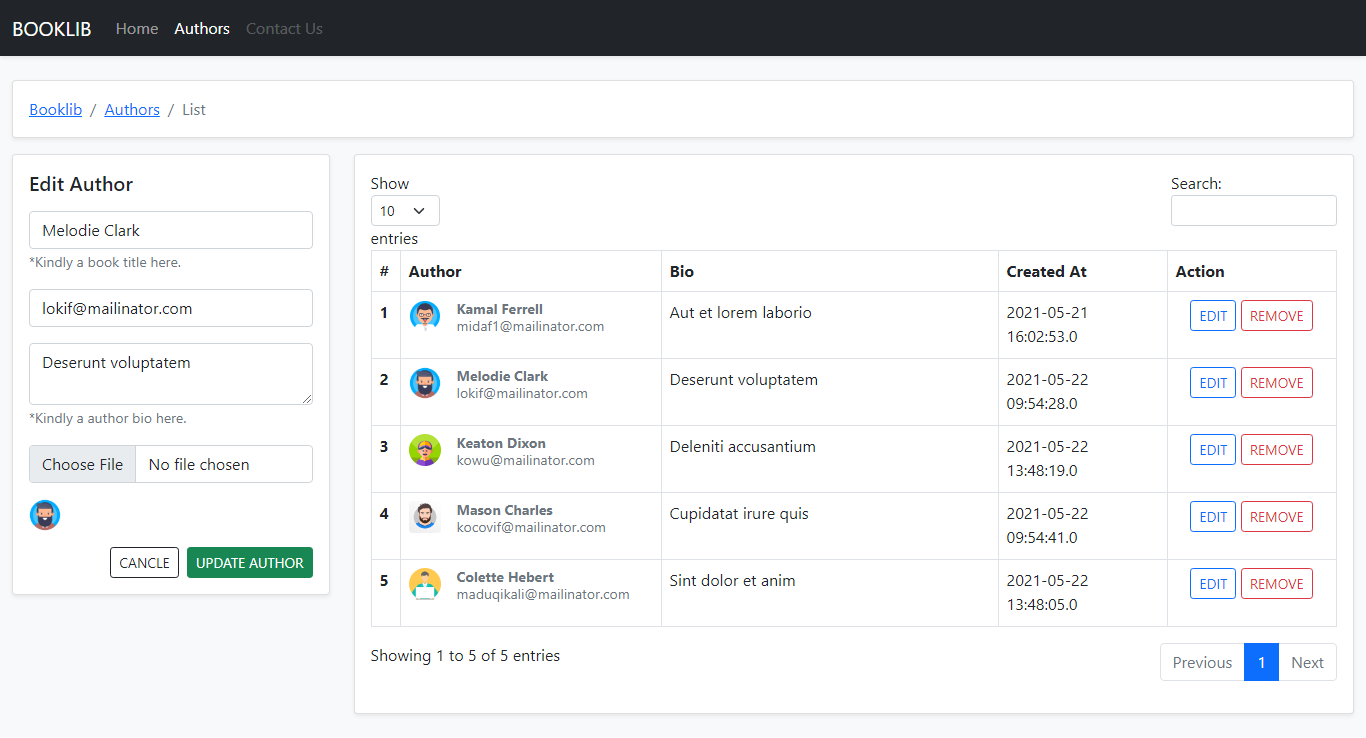 BOOKLIB Home Authors Contact Us
Booklib / Authors / List
Edit Author
Melodie Clark
*Kindly a book title here.
lokif@mailinator.com
Deserunt voluptatem
*Kindly a author bio here.
Choose File No file chosen
CANCLE UPDATE AUTHOR
Show
10
entries
Search:
# Author Bio Created At Action
1 Kamal Ferrell Aut et lorem laborio 2021-05-21 EDIT REMOVE
midaf1@mailinator.com 16:02:53.0
2 Melodie Clark Deserunt voluptatem 2021-05-22 EDIT REMOVE
lokif@mailinator.com 09:54:28.0
3 Keaton Dixon Deleniti accusantium 2021-05-22 EDIT REMOVE
kowu@mailinator.com 13:48:19.0
4 Mason Charles Cupidatat irure quis 2021-05-22 EDIT REMOVE
kocovif@mailinator.com 09:54:41.0
5 Colette Hebert Sint dolor et anim 2021-05-22 EDIT REMOVE
maduqikali@mailinator.com 13:48:05.0
Showing 1 to 5 of 5 entries
Previous 1 Next